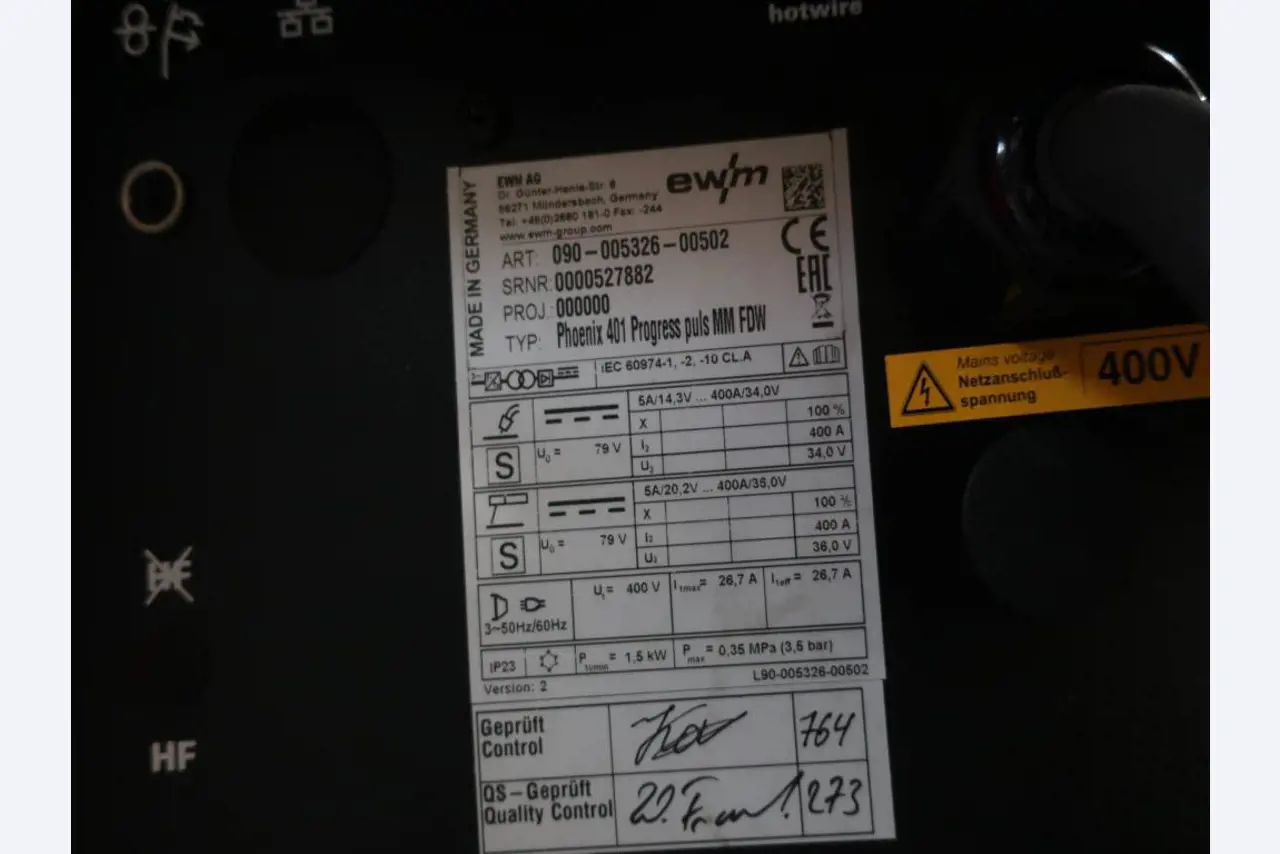 hotwire
MADE IN GERMANY
EWM AG
Dr. Günter-Henle-Str. 8
56271 Mündersbach, Germany
Tel. +49(0)2680 181-0 Fax: -244
www.ewm-group.com
ewm
CE
EAC
ART: 090-005326-00502
SRNR: 0000527882
PROJ.: 000000
TYP: Phoenix 401 Progress puls MM FDW
IEC 60974-1, -2, -10 CL.A
5A/14,3V ... 400A/34,0V
X 100 %
I2 400 A
U2 34,0 V
S
U0 = 79 V
5A/20,2V ... 400A/36,0V
X 100 %
I2 400 A
U2 36,0 V
S
U0 = 79 V
3~50Hz/60Hz
U1= 400 V
I1max= 26,7 A
I1eff= 26,7 A
IP23
P1/min = 1,5 kW
Pmax = 0,35 MPa (3,5 bar)
Version: 2
L90-005326-00502
Geprüft
Control
764
QS-Geprüft
Quality Control
273
Mains voltage
Netzanschluß-
spannung
400V
HF